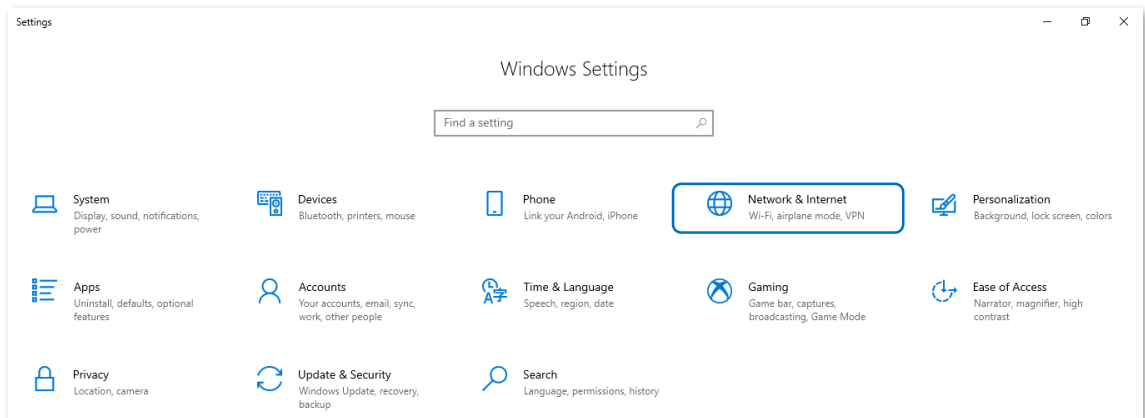 Settings
Windows Settings
Find a setting
System
Display, sound, notifications,
power
Devices
Bluetooth, printers, mouse
Phone
Link your Android, iPhone
Network & Internet
Wi-Fi, airplane mode, VPN
Personalization
Background, lock screen, colors
Apps
Uninstall, defaults, optional
features
Accounts
Your accounts, email, sync,
work, other people
Time & Language
Speech, region, date
Gaming
Game bar, captures,
broadcasting, Game Mode
Ease of Access
Narrator, magnifier, high
contrast
Privacy
Location, camera
Update & Security
Windows Update, recovery,
backup
Search
Language, permissions, history